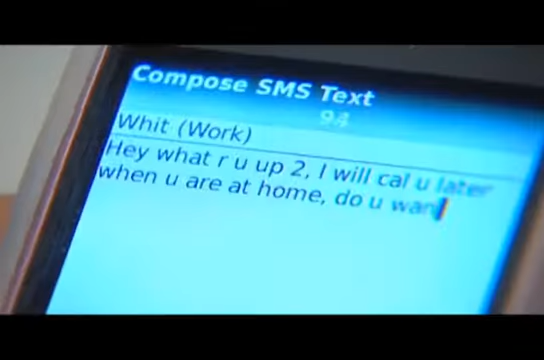 Compose SMS Text
94
Whit (Work)
Hey what r u up 2, I will cal u later
when u are at home, do u wan